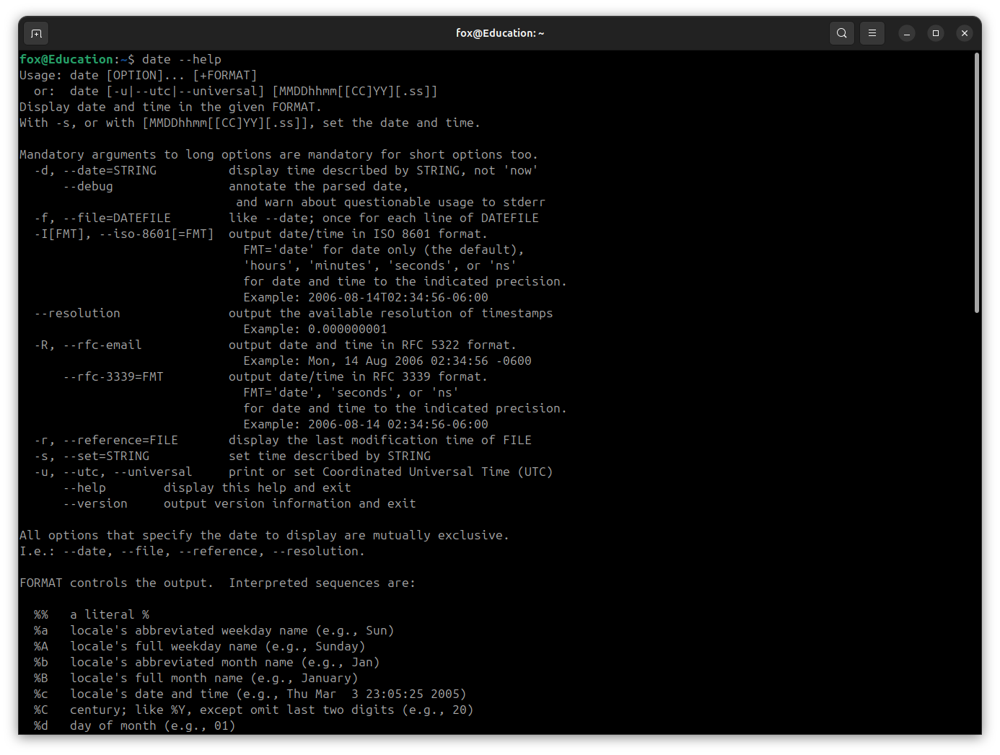 fox@Education: ~
fox@Education:~$ date --help
Usage: date [OPTION]... [+FORMAT]
  or:  date [-u|--utc|--universal] [MMDDhhmm[[CC]YY][.ss]]
Display date and time in the given FORMAT.
With -s, or with [MMDDhhmm[[CC]YY][.ss]], set the date and time.

Mandatory arguments to long options are mandatory for short options too.
  -d, --date=STRING          display time described by STRING, not 'now'
      --debug                annotate the parsed date,
                              and warn about questionable usage to stderr
  -f, --file=DATEFILE        like --date; once for each line of DATEFILE
  -I[FMT], --iso-8601[=FMT]  output date/time in ISO 8601 format.
                               FMT='date' for date only (the default),
                               'hours', 'minutes', 'seconds', or 'ns'
                               for date and time to the indicated precision.
                               Example: 2006-08-14T02:34:56-06:00
  --resolution               output the available resolution of timestamps
                               Example: 0.000000001
  -R, --rfc-email            output date and time in RFC 5322 format.
                               Example: Mon, 14 Aug 2006 02:34:56 -0600
      --rfc-3339=FMT         output date/time in RFC 3339 format.
                               FMT='date', 'seconds', or 'ns'
                               for date and time to the indicated precision.
                               Example: 2006-08-14 02:34:56-06:00
  -r, --reference=FILE       display the last modification time of FILE
  -s, --set=STRING           set time described by STRING
  -u, --utc, --universal     print or set Coordinated Universal Time (UTC)
      --help        display this help and exit
      --version     output version information and exit

All options that specify the date to display are mutually exclusive.
I.e.: --date, --file, --reference, --resolution.

FORMAT controls the output.  Interpreted sequences are:

  %%   a literal %
  %a   locale's abbreviated weekday name (e.g., Sun)
  %A   locale's full weekday name (e.g., Sunday)
  %b   locale's abbreviated month name (e.g., Jan)
  %B   locale's full month name (e.g., January)
  %c   locale's date and time (e.g., Thu Mar  3 23:05:25 2005)
  %C   century; like %Y, except omit last two digits (e.g., 20)
  %d   day of month (e.g., 01)